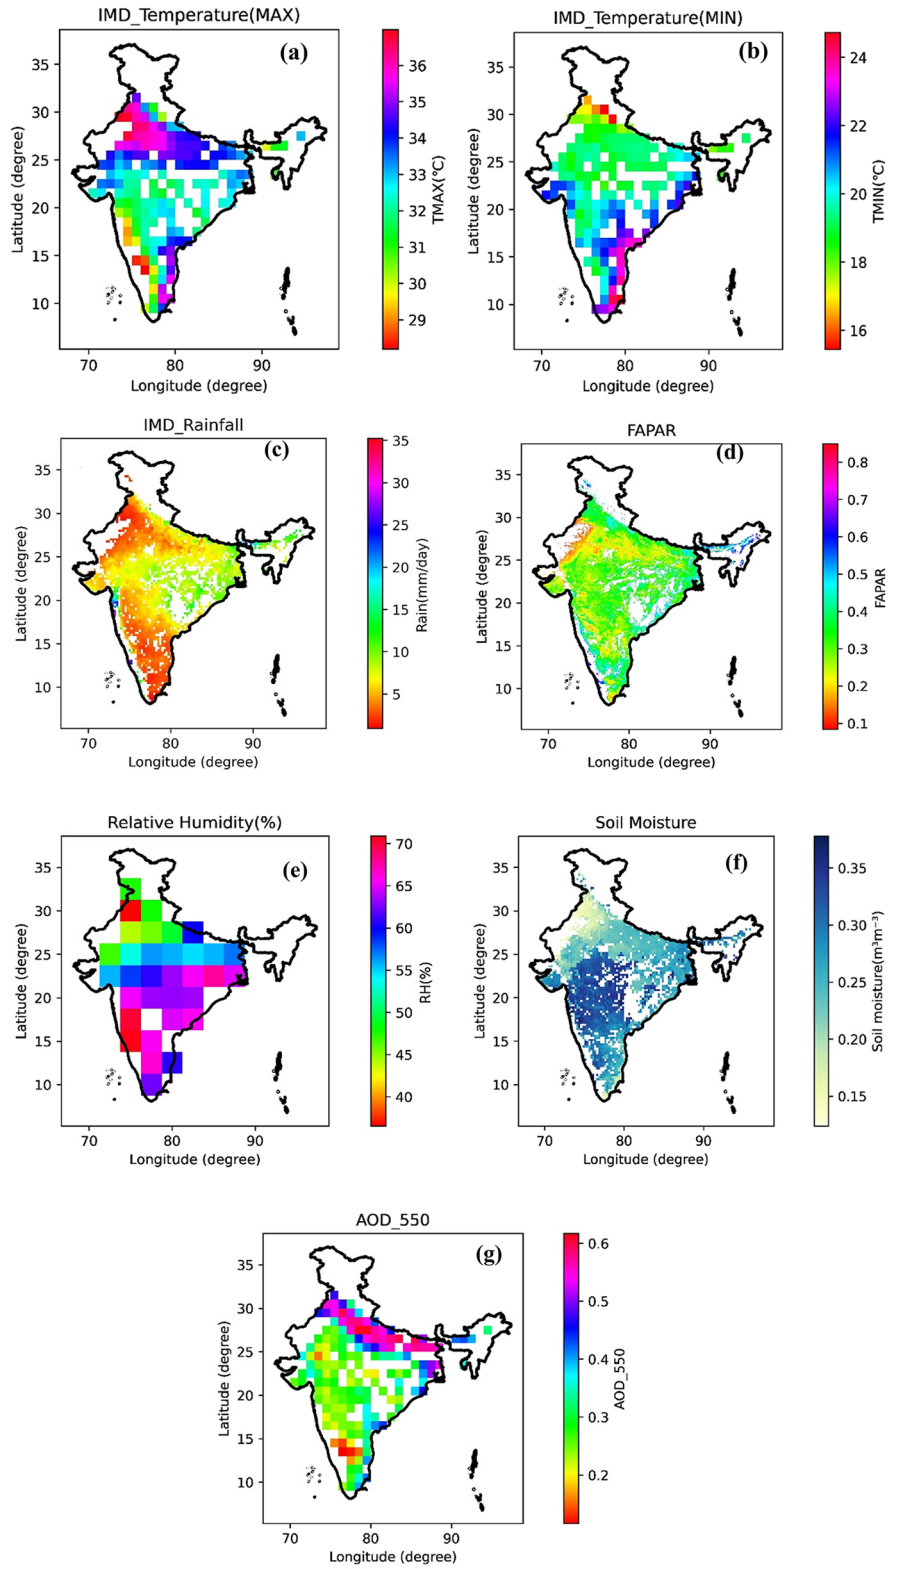 IMD_Temperature(MAX)
(a)
35
30
25
20
15
10
Latitude (degree)
70 80 90
Longitude (degree)
36
35
34
33
32
31
30
29
TMAX(°C)
IMD_Temperature(MIN)
(b)
35
30
25
20
15
10
Latitude (degree)
70 80 90
Longitude (degree)
24
22
20
18
16
TMIN(°C)
IMD_Rainfall
(c)
35
30
25
20
15
10
Latitude (degree)
70 80 90
Longitude (degree)
35
30
25
20
15
10
5
Rain(mm/day)
FAPAR
(d)
35
30
25
20
15
10
Latitude (degree)
70 80 90
Longitude (degree)
0.8
0.7
0.6
0.5
0.4
0.3
0.2
0.1
FAPAR
Relative Humidity(%)
(e)
35
30
25
20
15
10
Latitude (degree)
70 80 90
Longitude (degree)
70
65
60
55
50
45
40
RH(%)
Soil Moisture
(f)
35
30
25
20
15
10
Latitude (degree)
70 80 90
Longitude (degree)
0.35
0.30
0.25
0.20
0.15
Soil moisture(m³m⁻³)
AOD_550
(g)
35
30
25
20
15
10
Latitude (degree)
70 80 90
Longitude (degree)
0.6
0.5
0.4
0.3
0.2
AOD_550